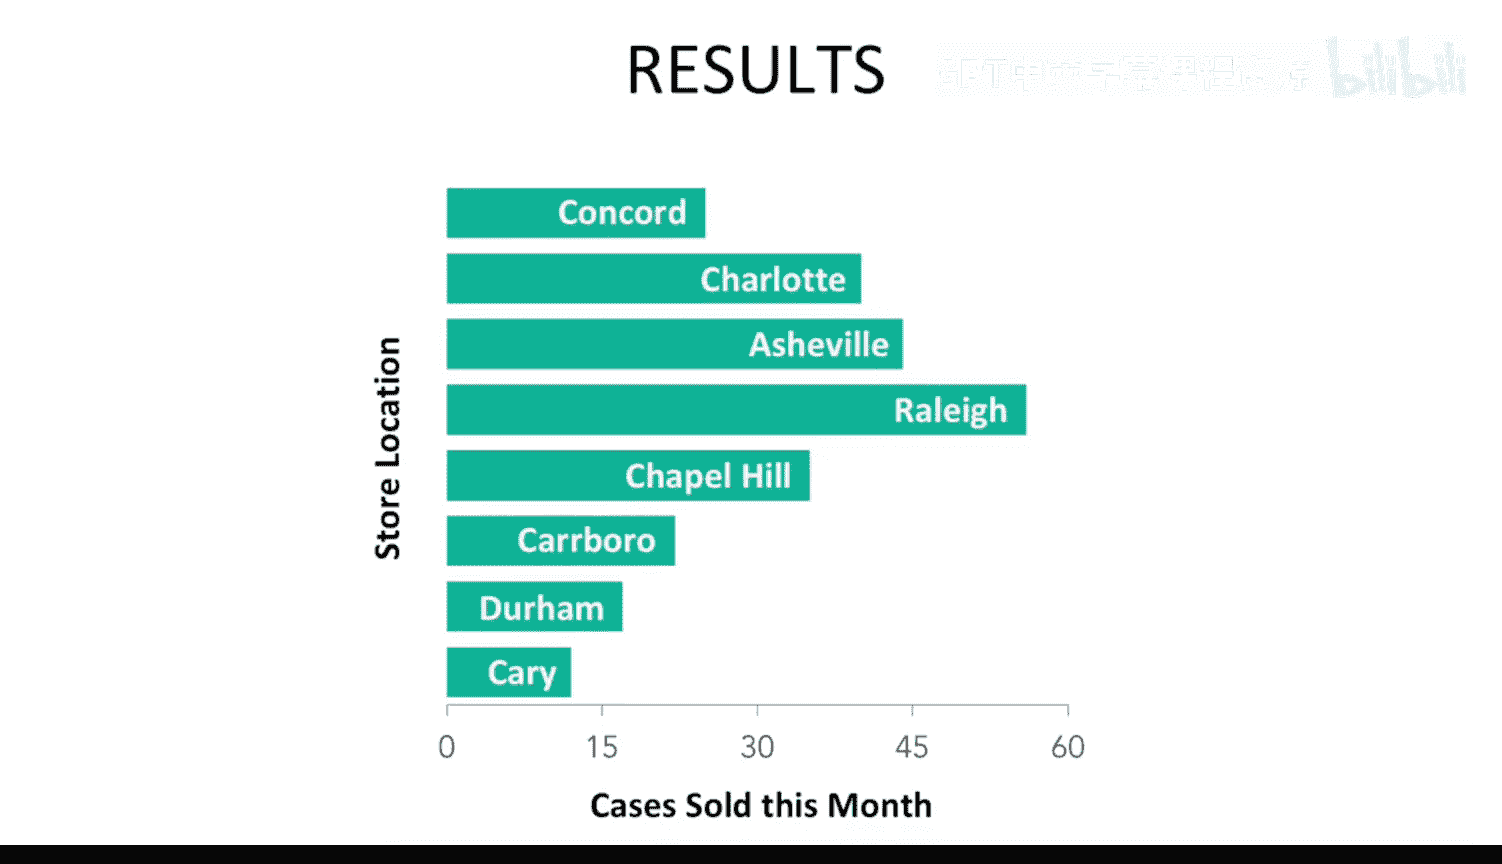 RESULTS
bilibili
Concord
Charlotte
Asheville
Raleigh
Chapel Hill
Carrboro
Durham
Cary
Store Location
0 15 30 45 60
Cases Sold this Month